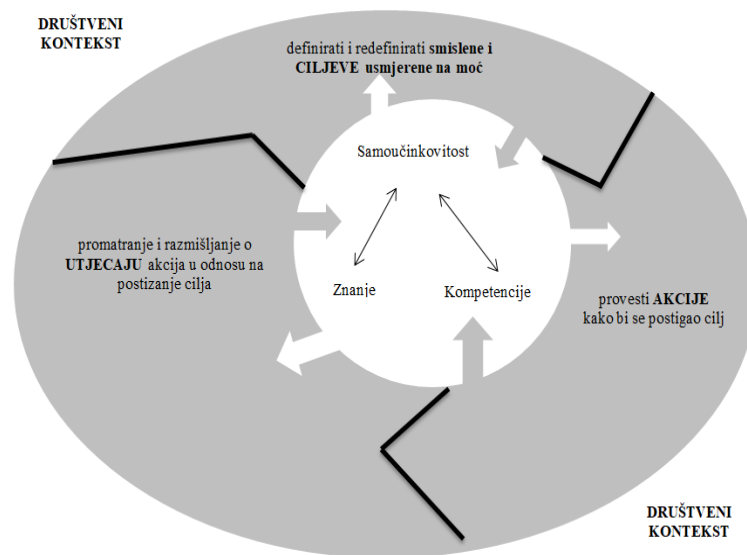 DRUŠTVENI
KONTEKST
definirati i redefinirati smislene i
CILJEVE usmjerene na moć
Samoučinkovitost
promatranje i razmišljanje o
UTJECAJU akcija u odnosu na
postizanje cilja
Znanje
Kompetencije
provesti AKCIJE
kako bi se postigao cilj
DRUŠTVENI
KONTEKST